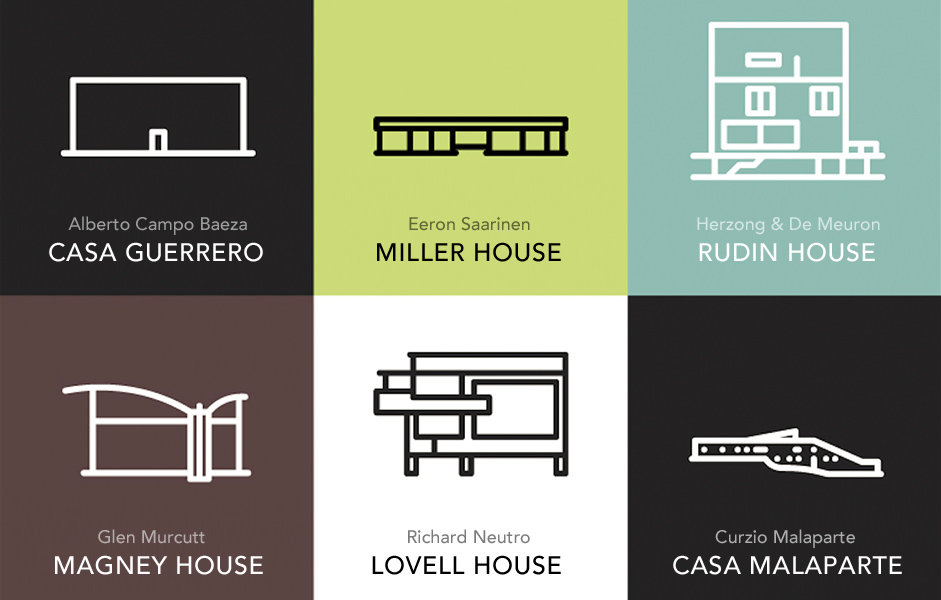 Alberto Campo Baeza
CASA GUERRERO
Eeron Saarinen
MILLER HOUSE
Herzong & De Meuron
RUDIN HOUSE
Glen Murcutt
MAGNEY HOUSE
Richard Neutro
LOVELL HOUSE
Curzio Malaparte
CASA MALAPARTE